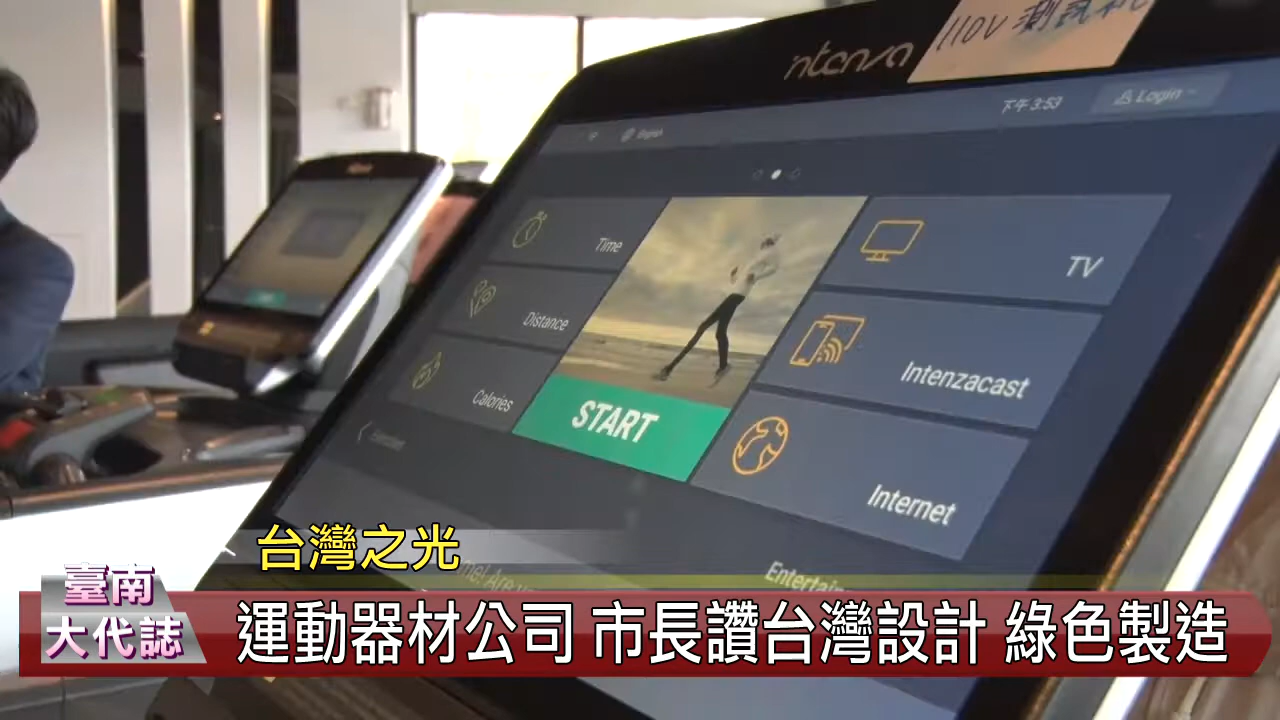 110V 測試
intenza
下午 3:53
Login
English
Time
Distance
Calories
START
TV
Intenzacast
Internet
台灣之光
臺南
大代誌
運動器材公司 市長讚台灣設計 綠色製造